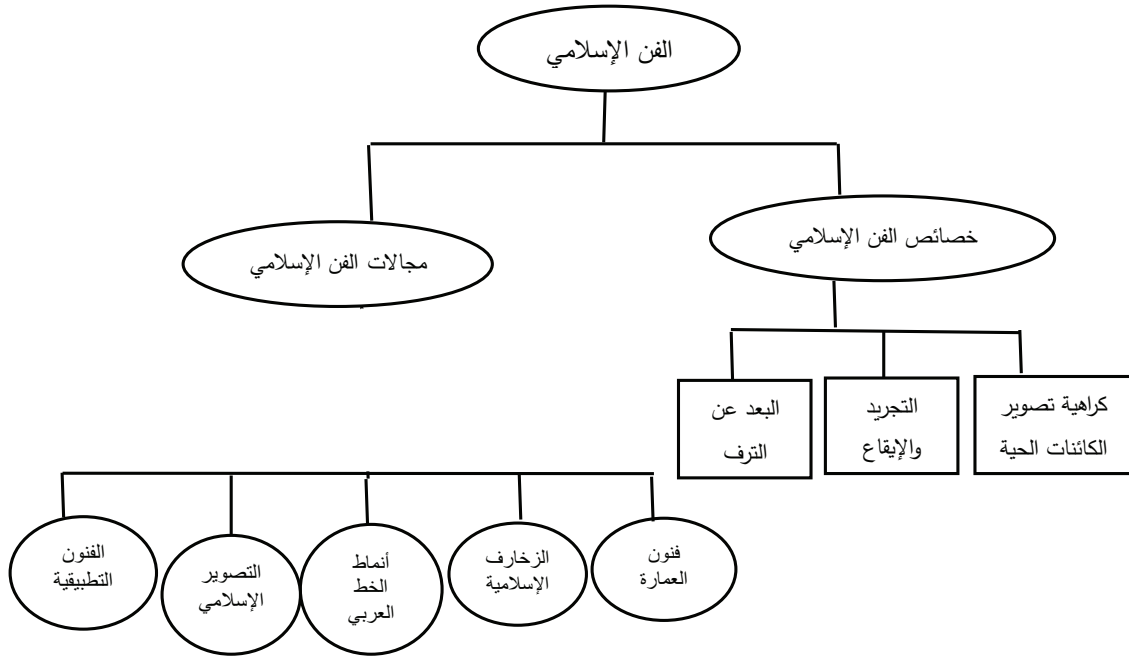 الفن الإسلامي
خصائص الفن الإسلامي
مجالات الفن الإسلامي
كراهية تصوير
الكائنات الحية
التجريد
والإيقاع
البعد عن
الترف
فنون
العمارة
الزخارف
الإسلامية
أنماط
الخط
العربي
التصوير
الإسلامي
الفنون
التطبيقية